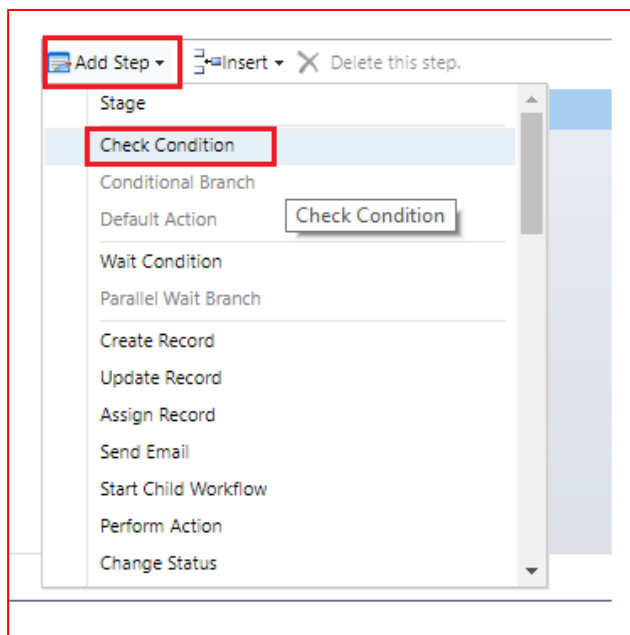 Add Step Insert Delete this step.
Stage
Check Condition
Conditional Branch
Default Action
Check Condition
Wait Condition
Parallel Wait Branch
Create Record
Update Record
Assign Record
Send Email
Start Child Workflow
Perform Action
Change Status